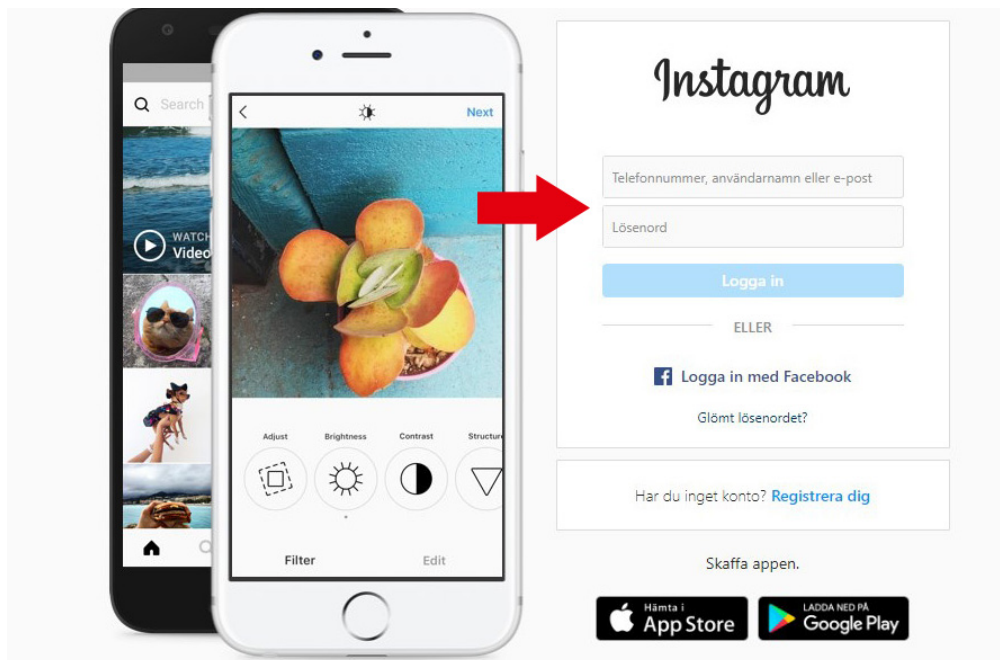 Search
WATCH
Video
Next
Adjust
Brightness
Contrast
Structure
Filter
Edit
Instagram
Telefonnummer, användarnamn eller e-post
Lösenord
Logga in
ELLER
Logga in med Facebook
Glömt lösenordet?
Har du inget konto? Registrera dig
Skaffa appen.
Hämta i
App Store
LADDA NED PÅ
Google Play